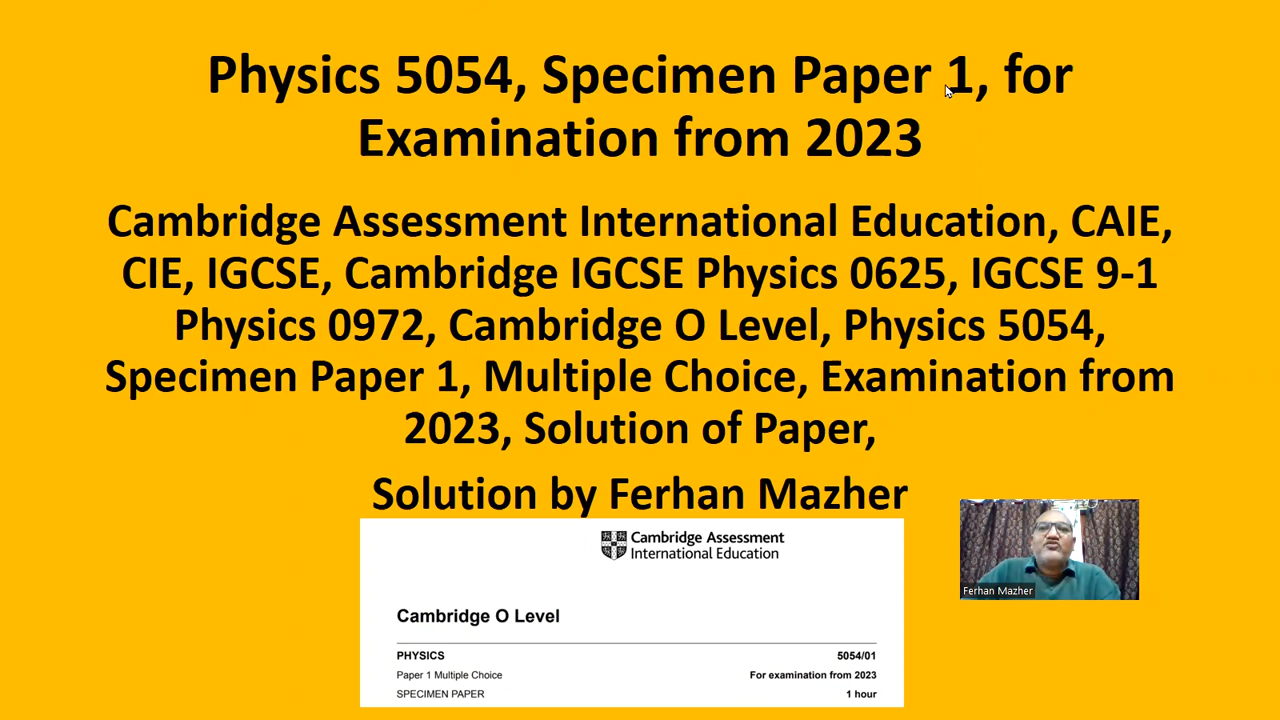 Physics 5054, Specimen Paper 1, for
Examination from 2023
Cambridge Assessment International Education, CAIE,
CIE, IGCSE, Cambridge IGCSE Physics 0625, IGCSE 9-1
Physics 0972, Cambridge O Level, Physics 5054,
Specimen Paper 1, Multiple Choice, Examination from
2023, Solution of Paper,
Solution by Ferhan Mazher
Cambridge Assessment
International Education
Cambridge O Level
PHYSICS 5054/01
Paper 1 Multiple Choice For examination from 2023
SPECIMEN PAPER 1 hour
Ferhan Mazher